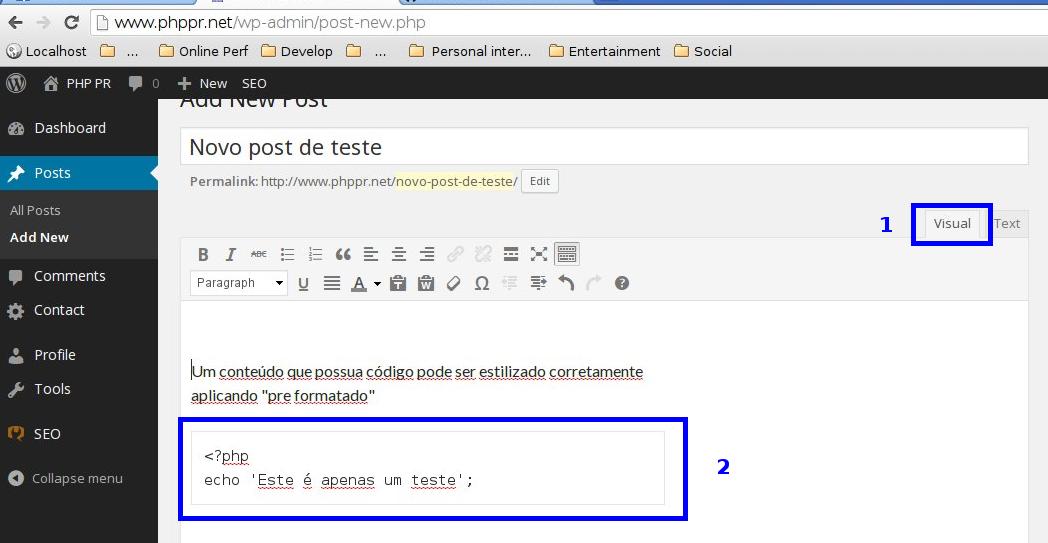 www.phppr.net/wp-admin/post-new.php
Localhost ... Online Perf Develop ... Personal inter... Entertainment Social
PHP PR 0 New SEO
Add New Post
Dashboard
Novo post de teste
Posts
Permalink: http://www.phppr.net/novo-post-de-teste/ Edit
All Posts
1 Visual Text
Add New
B I ABC
Comments
Paragraph U A T W Ω ?
Contact
Profile
Um conteúdo que possua código pode ser estilizado corretamente
Tools
aplicando "pre formatado"
SEO
<?php
2
Collapse menu
echo 'Este é apenas um teste';